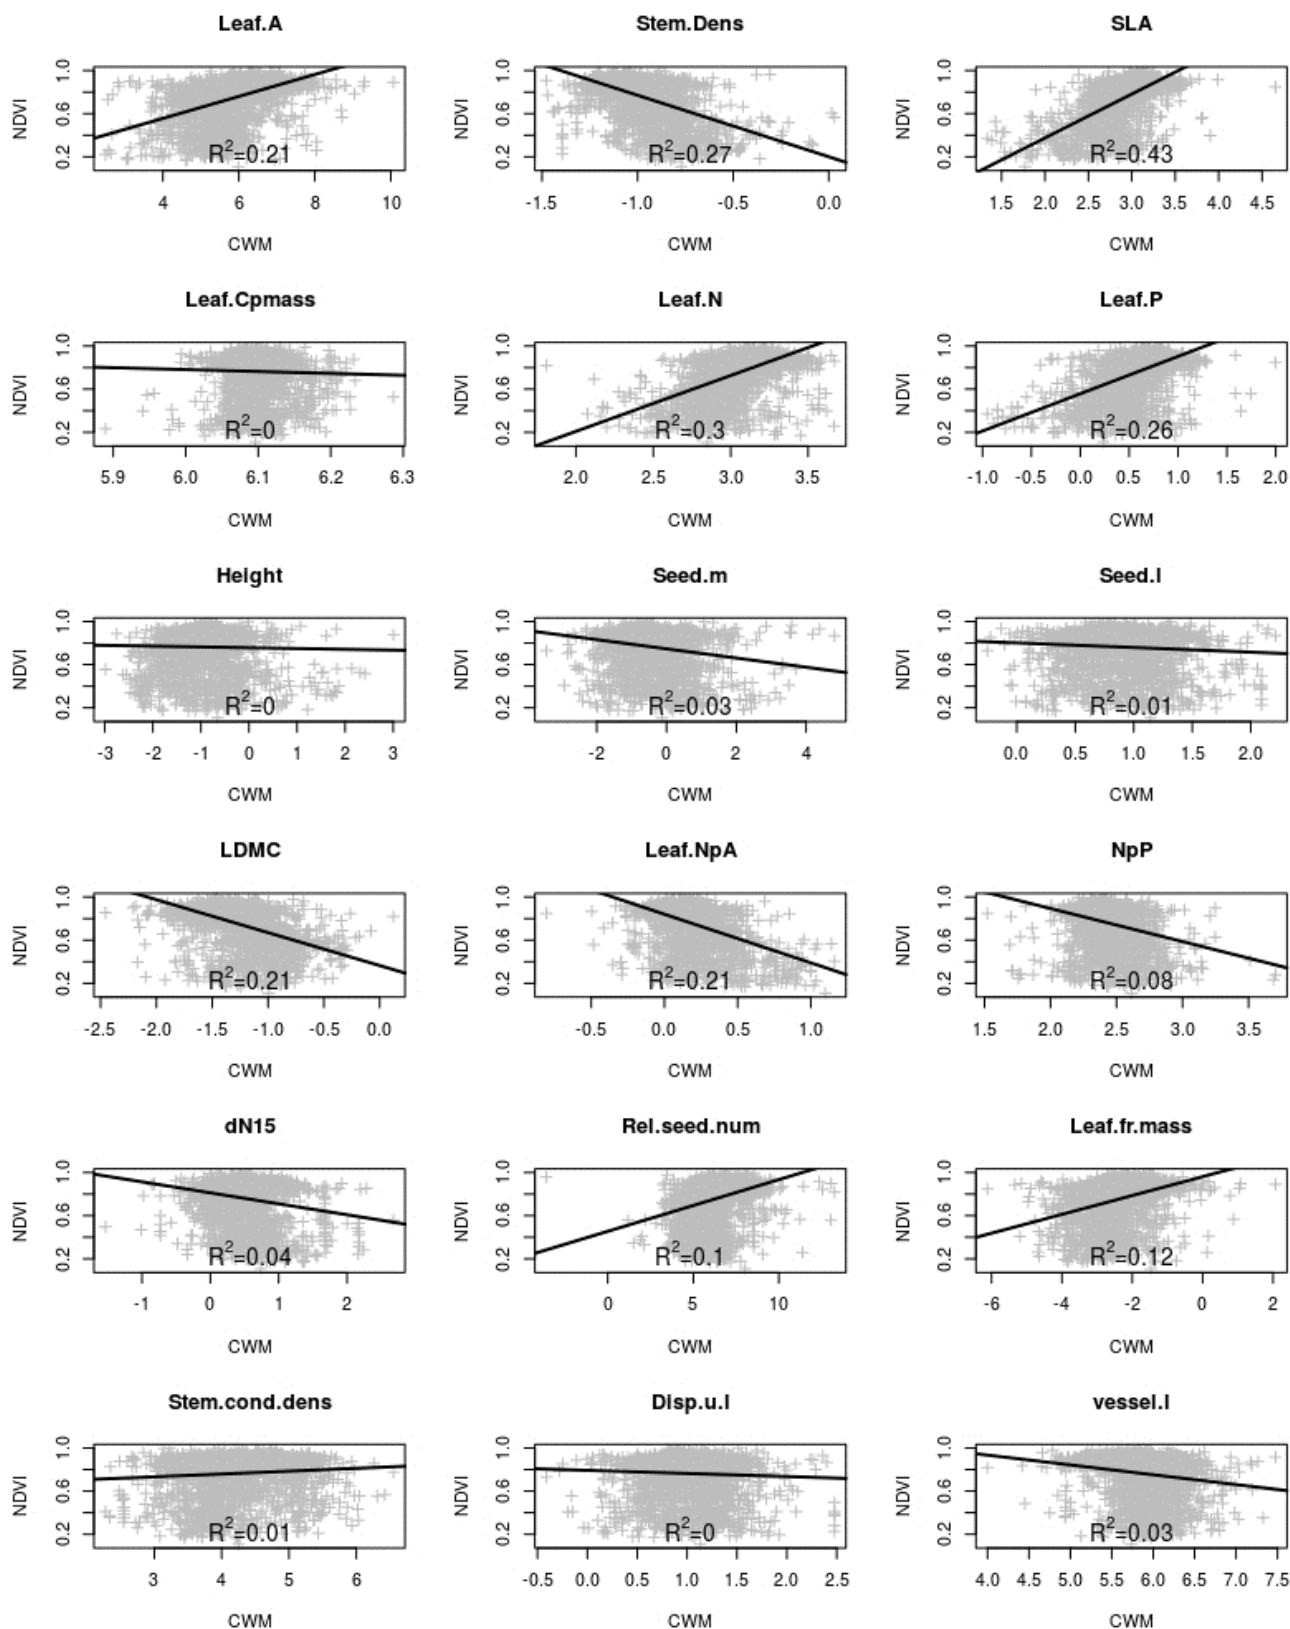 Leaf.A
Stem.Dens
SLA
NDVI 0.2 0.6 1.0
R²=0.21
NDVI 0.2 0.6 1.0
R²=0.27
NDVI 0.2 0.6 1.0
R²=0.43
4 6 8 10
-1.5 -1.0 -0.5 0.0
1.5 2.0 2.5 3.0 3.5 4.0 4.5
CWM
CWM
CWM
Leaf.Cpmass
Leaf.N
Leaf.P
NDVI 0.2 0.6 1.0
R²=0
NDVI 0.2 0.6 1.0
R²=0.3
NDVI 0.2 0.6 1.0
R²=0.26
5.9 6.0 6.1 6.2 6.3
2.0 2.5 3.0 3.5
-1.0 -0.5 0.0 0.5 1.0 1.5 2.0
CWM
CWM
CWM
Height
Seed.m
Seed.l
NDVI 0.2 0.6 1.0
R²=0
NDVI 0.2 0.6 1.0
R²=0.03
NDVI 0.2 0.6 1.0
R²=0.01
-3 -2 -1 0 1 2 3
-2 0 2 4
0.0 0.5 1.0 1.5 2.0
CWM
CWM
CWM
LDMC
Leaf.NpA
NpP
NDVI 0.2 0.6 1.0
R²=0.21
NDVI 0.2 0.6 1.0
R²=0.21
NDVI 0.2 0.6 1.0
R²=0.08
-2.5 -2.0 -1.5 -1.0 -0.5 0.0
-0.5 0.0 0.5 1.0
1.5 2.0 2.5 3.0 3.5
CWM
CWM
CWM
dN15
Rel.seed.num
Leaf.fr.mass
NDVI 0.2 0.6 1.0
R²=0.04
NDVI 0.2 0.6 1.0
R²=0.1
NDVI 0.2 0.6 1.0
R²=0.12
-1 0 1 2
0 5 10
-6 -4 -2 0 2
CWM
CWM
CWM
Stem.cond.dens
Disp.u.l
vessel.l
NDVI 0.2 0.6 1.0
R²=0.01
NDVI 0.2 0.6 1.0
R²=0
NDVI 0.2 0.6 1.0
R²=0.03
3 4 5 6
-0.5 0.0 0.5 1.0 1.5 2.0 2.5
4.0 4.5 5.0 5.5 6.0 6.5 7.0 7.5
CWM
CWM
CWM